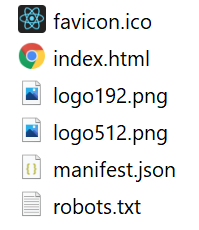 favicon.ico
index.html
logo192.png
logo512.png
manifest.json
robots.txt